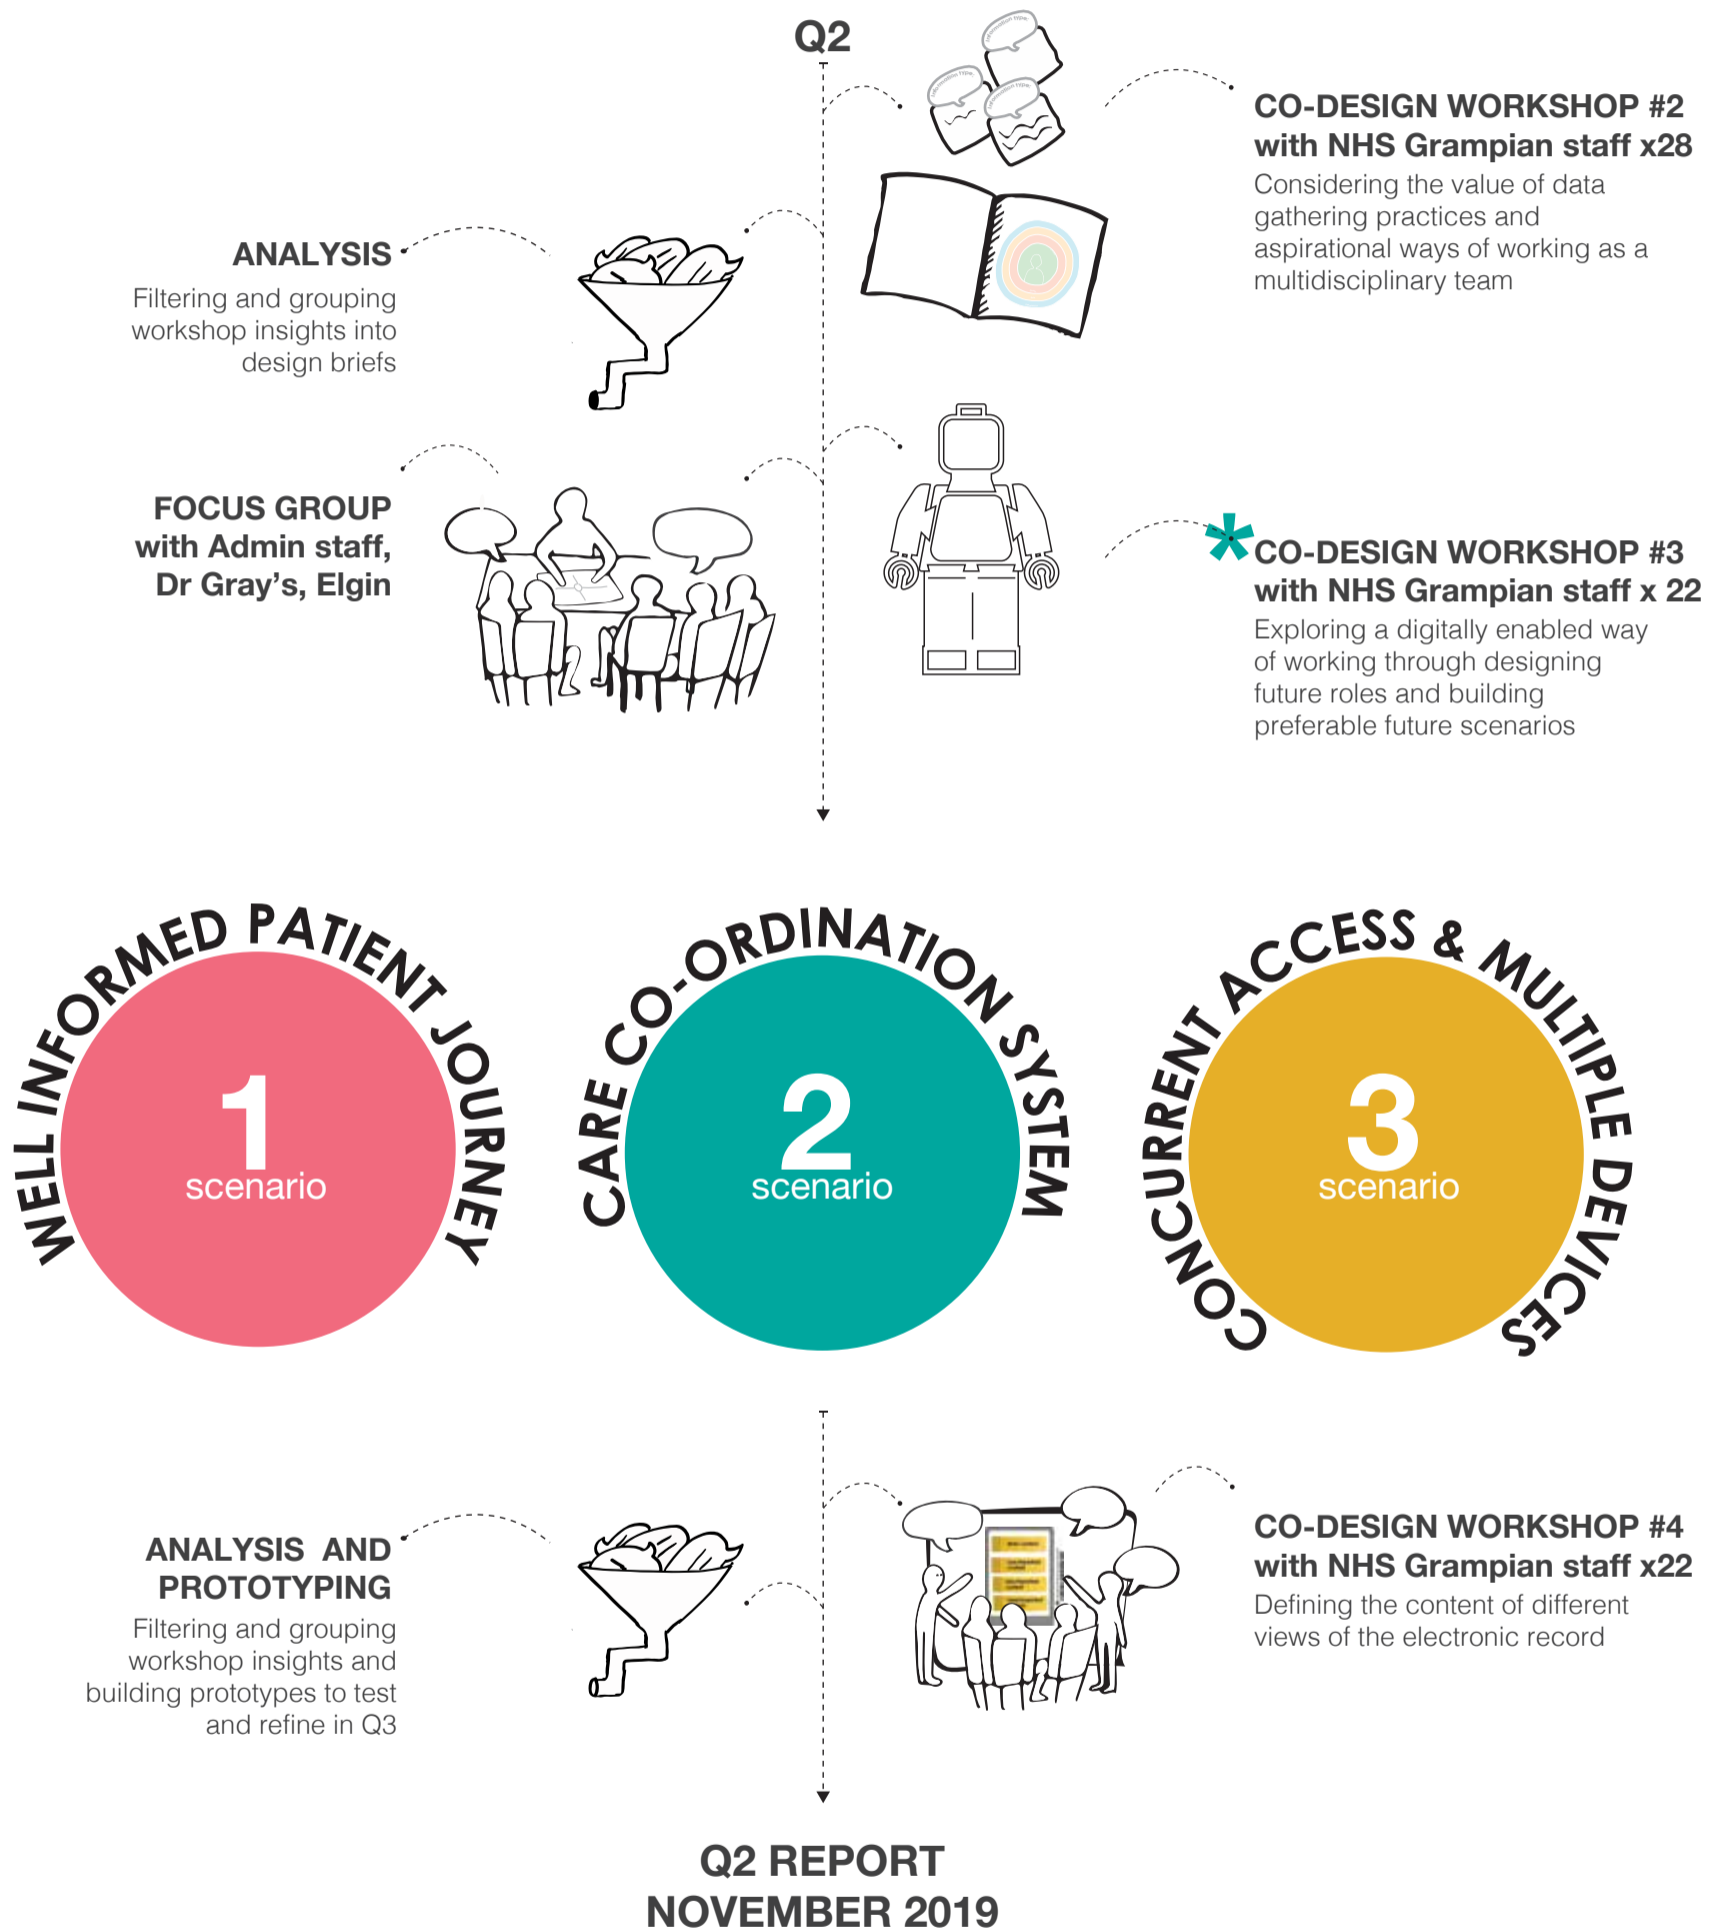 Q2
Information type:
Information type:
Information type:
CO-DESIGN WORKSHOP #2
with NHS Grampian staff x28
Considering the value of data
gathering practices and
aspirational ways of working as a
multidisciplinary team
ANALYSIS
Filtering and grouping
workshop insights into
design briefs
FOCUS GROUP
with Admin staff,
Dr Gray's, Elgin
CO-DESIGN WORKSHOP #3
with NHS Grampian staff x 22
Exploring a digitally enabled way
of working through designing
future roles and building
preferable future scenarios
WELL INFORMED PATIENT JOURNEY
1
scenario
CARE CO-ORDINATION SYSTEM
2
scenario
CONCURRENT ACCESS & MULTIPLE DEVICES
3
scenario
ANALYSIS AND
PROTOTYPING
Filtering and grouping
workshop insights and
building prototypes to test
and refine in Q3
CO-DESIGN WORKSHOP #4
with NHS Grampian staff x22
Defining the content of different
views of the electronic record
Q2 REPORT
NOVEMBER 2019